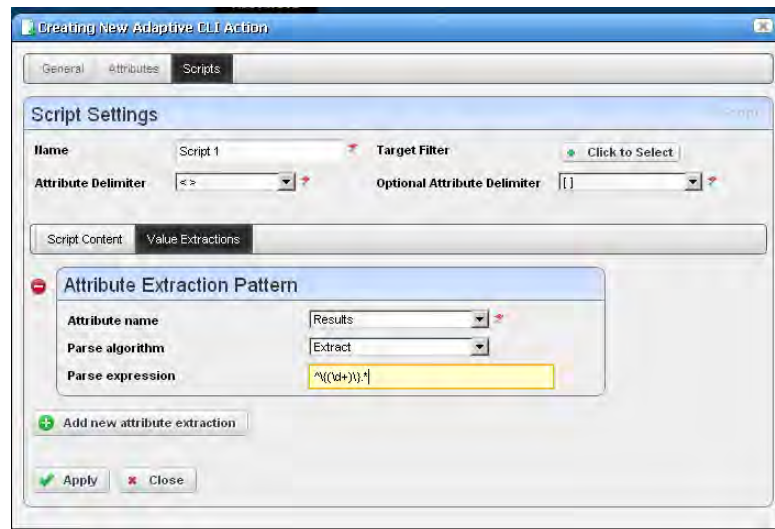 Creating New Adaptive CLI Action
General Attributes Scripts
Script Settings
Name Script 1 Target Filter Click to Select
Attribute Delimiter < > Optional Attribute Delimiter [ ]
Script Content Value Extractions
Attribute Extraction Pattern
Attribute name Results
Parse algorithm Extract
Parse expression ^\((\d+)\).*
Add new attribute extraction
Apply Close